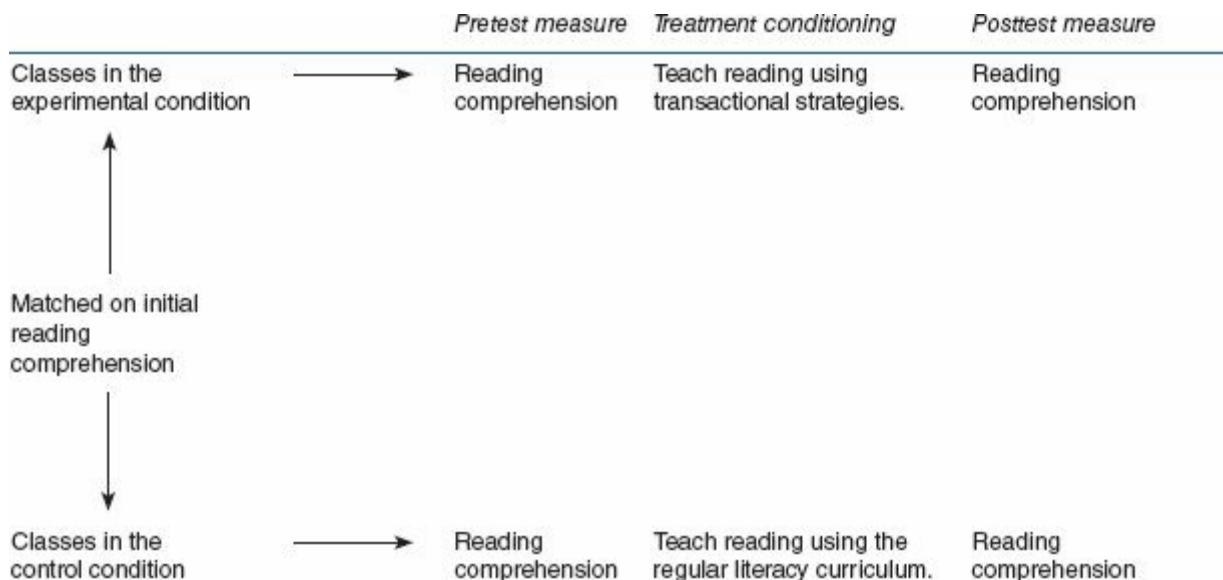 Pretest measure Treatment conditioning Posttest measure
Classes in the Reading Teach reading using Reading
experimental condition comprehension transactional strategies. comprehension
Matched on initial
reading
comprehension
Classes in the Reading Teach reading using the Reading
control condition comprehension regular literacy curriculum. comprehension